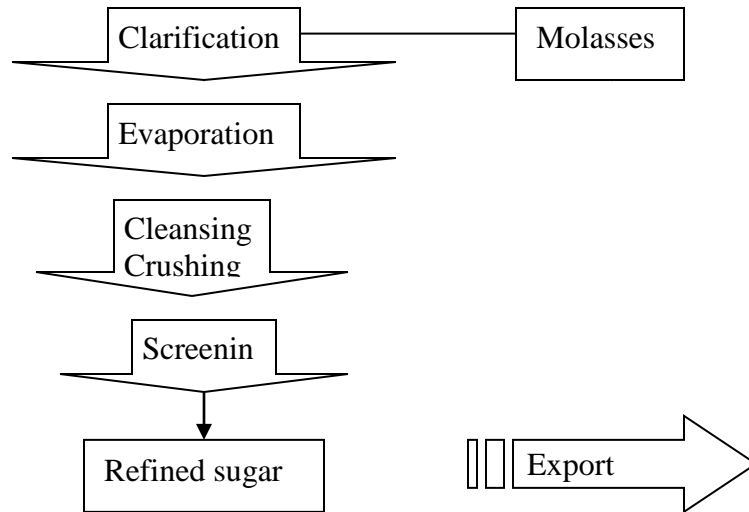 Clarification
Molasses
Evaporation
Cleansing
Crushing
Screenin
Refined sugar
Export